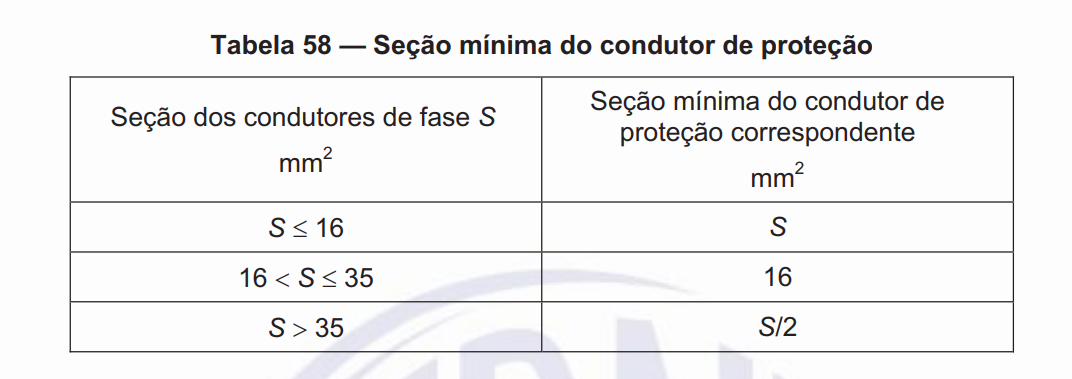 Tabela 58 — Seção mínima do condutor de proteção
Seção dos condutores de fase S
mm²
Seção mínima do condutor de
proteção correspondente
mm²
S ≤ 16
S
16 < S ≤ 35
16
S > 35
S/2